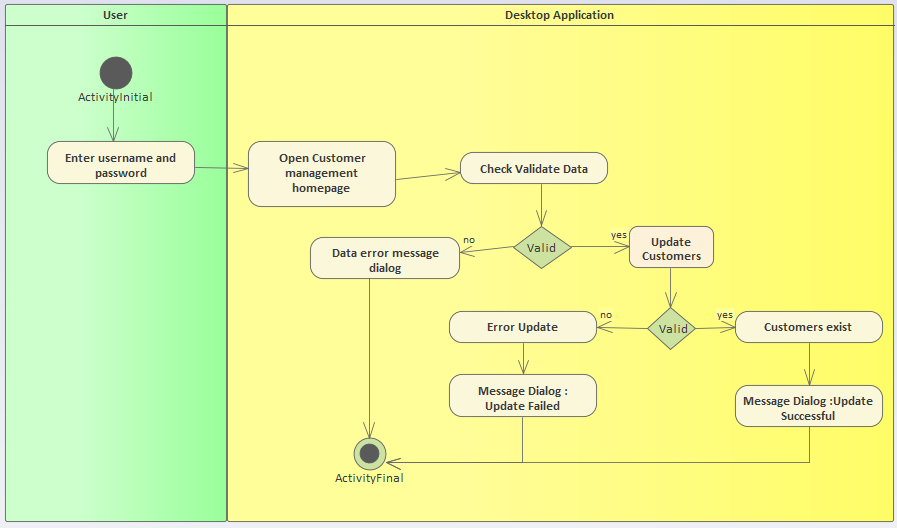 User
Desktop Application
ActivityInitial
Enter username and
password
Open Customer
management
homepage
Check Validate Data
Valid
no
yes
Data error message
dialog
Update
Customers
Valid
no
yes
Error Update
Customers exist
Message Dialog :
Update Failed
Message Dialog :Update
Successful
ActivityFinal